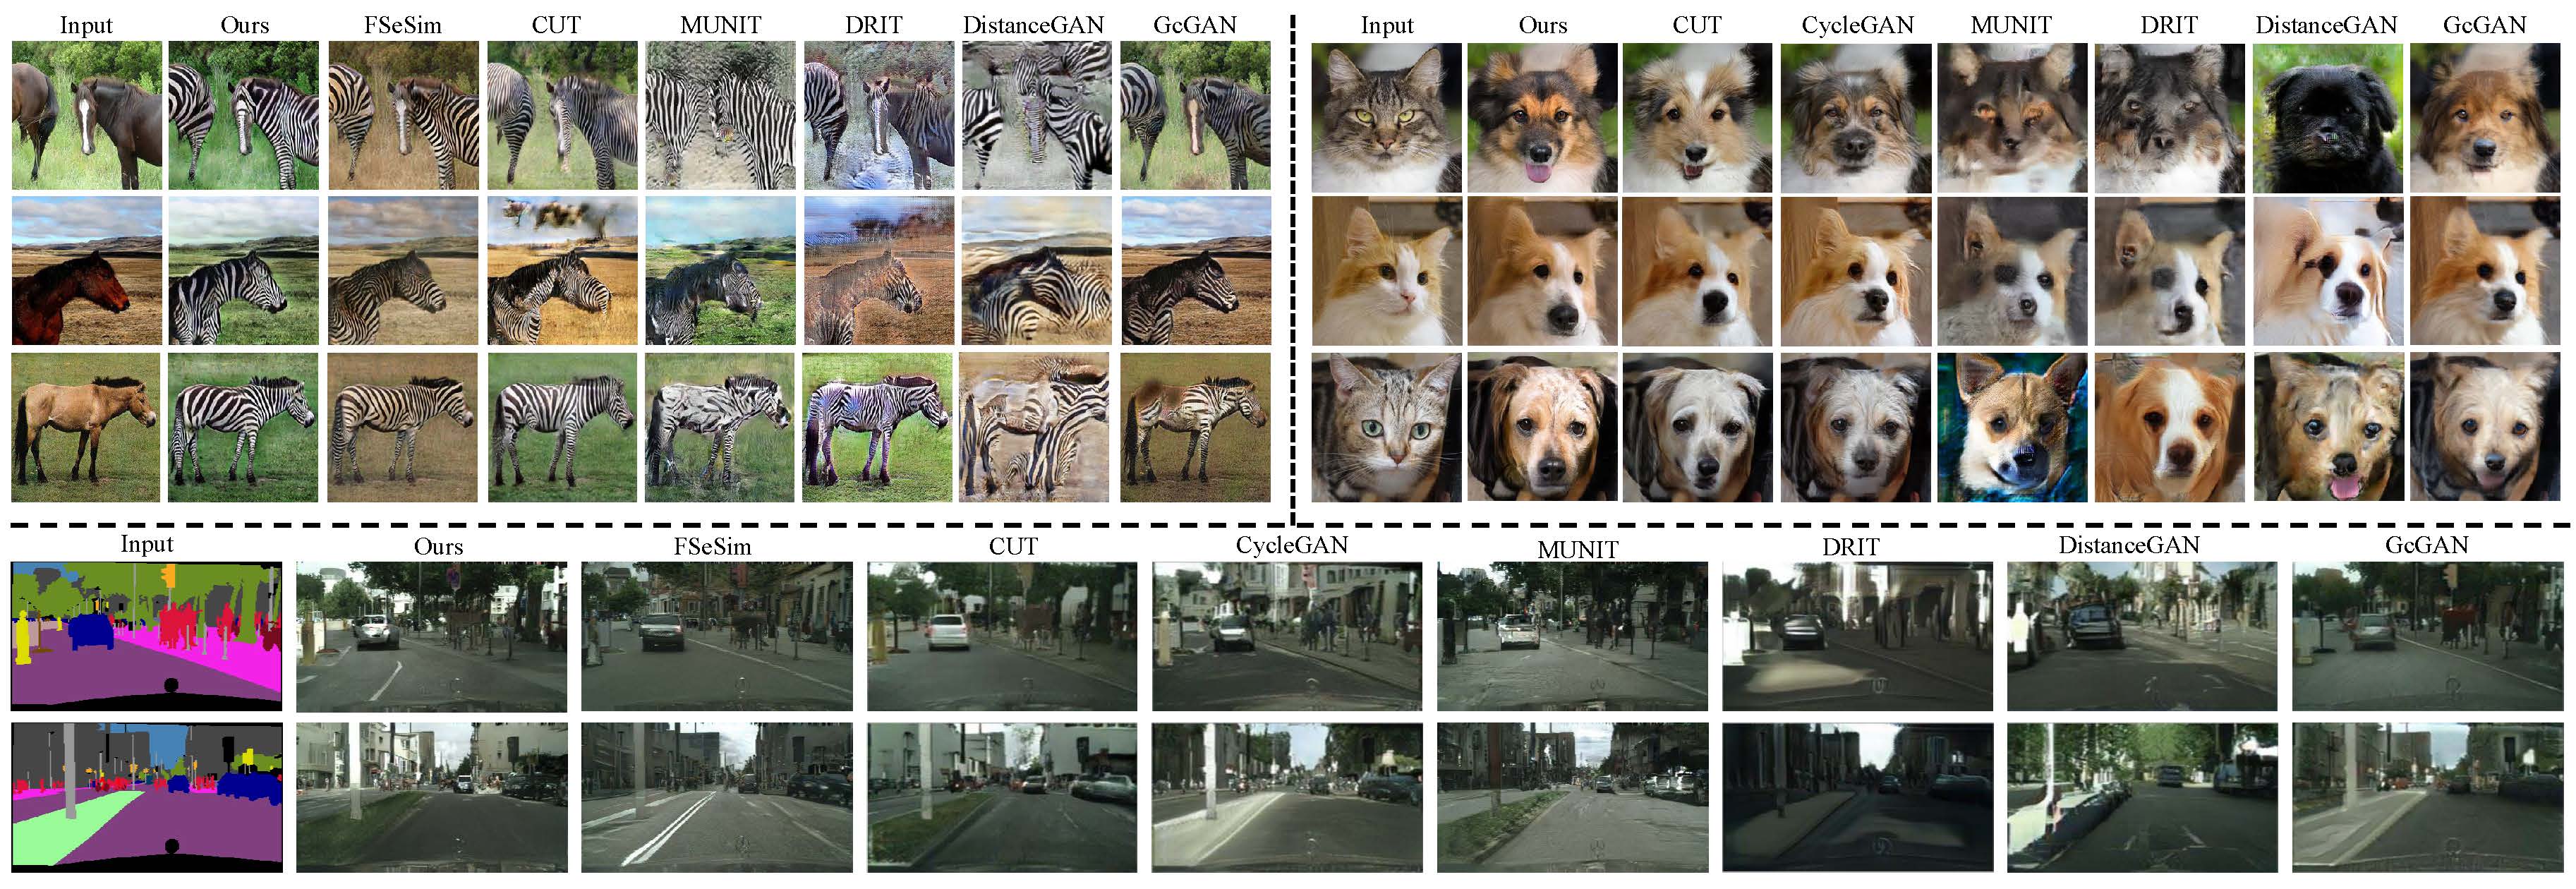 Input Ours FSeSim CUT MUNIT DRIT DistanceGAN GcGAN
Input Ours CUT CycleGAN MUNIT DRIT DistanceGAN GcGAN
Input Ours FSeSim CUT CycleGAN MUNIT DRIT DistanceGAN GcGAN